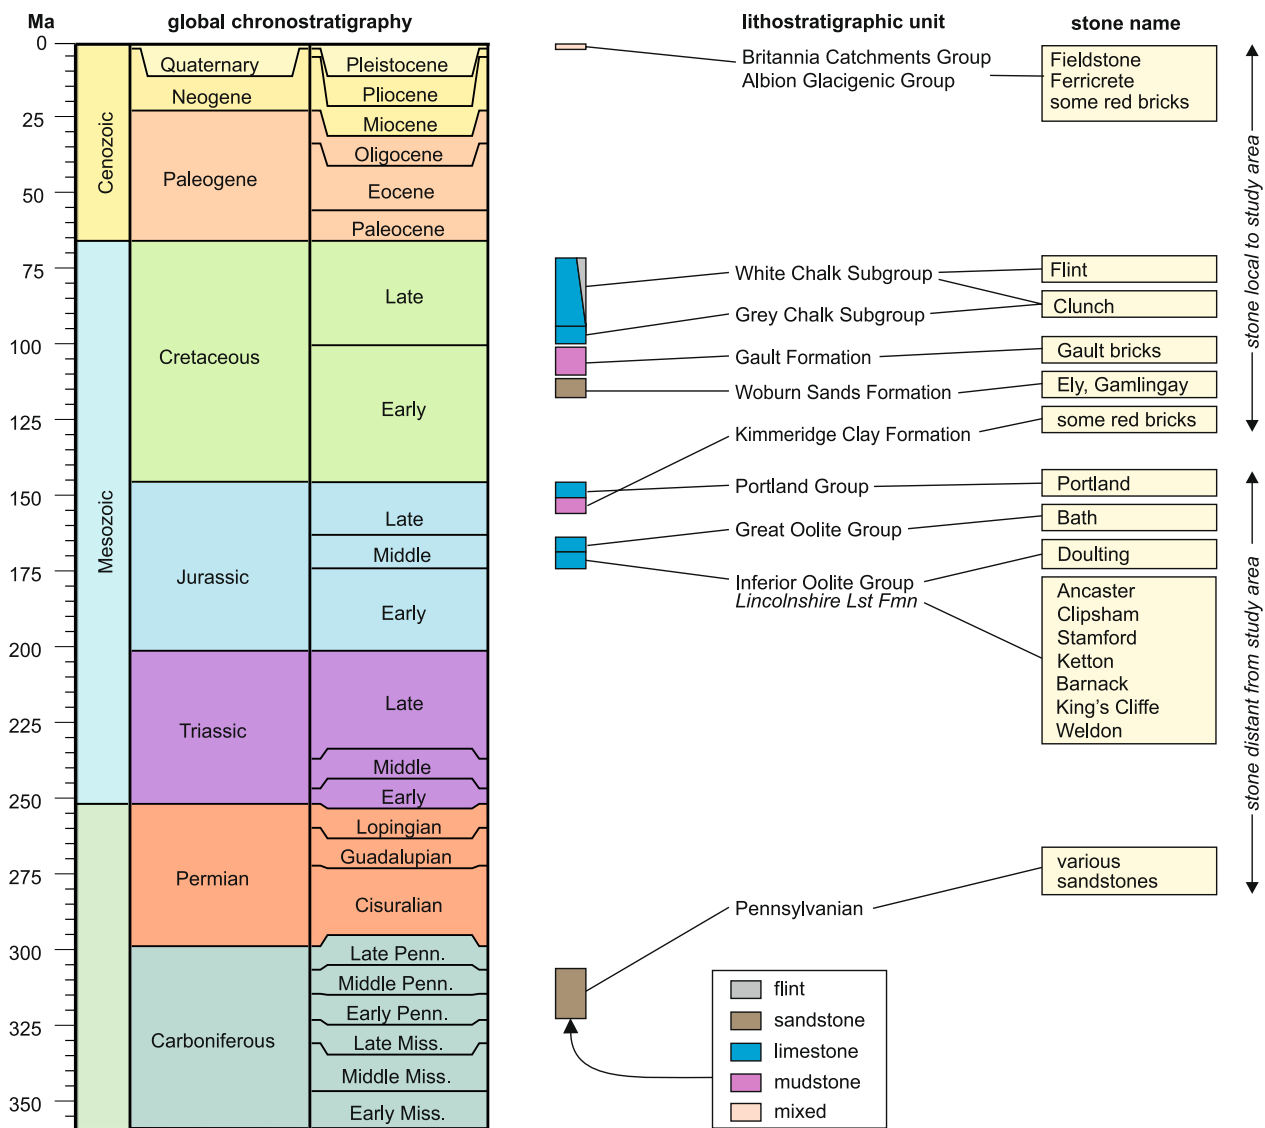 Ma
global chronostratigraphy
lithostratigraphic unit
stone name
0
25
50
75
100
125
150
175
200
225
250
275
300
325
350
Cenozoic
Mesozoic
Quaternary
Neogene
Paleogene
Cretaceous
Jurassic
Triassic
Permian
Carboniferous
Pleistocene
Pliocene
Miocene
Oligocene
Eocene
Paleocene
Late
Early
Late
Middle
Early
Late
Middle
Early
Lopingian
Guadalupian
Cisuralian
Late Penn.
Middle Penn.
Early Penn.
Late Miss.
Middle Miss.
Early Miss.
Britannia Catchments Group
Albion Glacigenic Group
White Chalk Subgroup
Grey Chalk Subgroup
Gault Formation
Woburn Sands Formation
Kimmeridge Clay Formation
Portland Group
Great Oolite Group
Inferior Oolite Group
Lincolnshire Lst Fmn
Pennsylvanian
Fieldstone
Ferricrete
some red bricks
Flint
Clunch
Gault bricks
Ely, Gamlingay
some red bricks
Portland
Bath
Doulting
Ancaster
Clipsham
Stamford
Ketton
Barnack
King's Cliffe
Weldon
various
sandstones
stone local to study area
stone distant from study area
flint
sandstone
limestone
mudstone
mixed